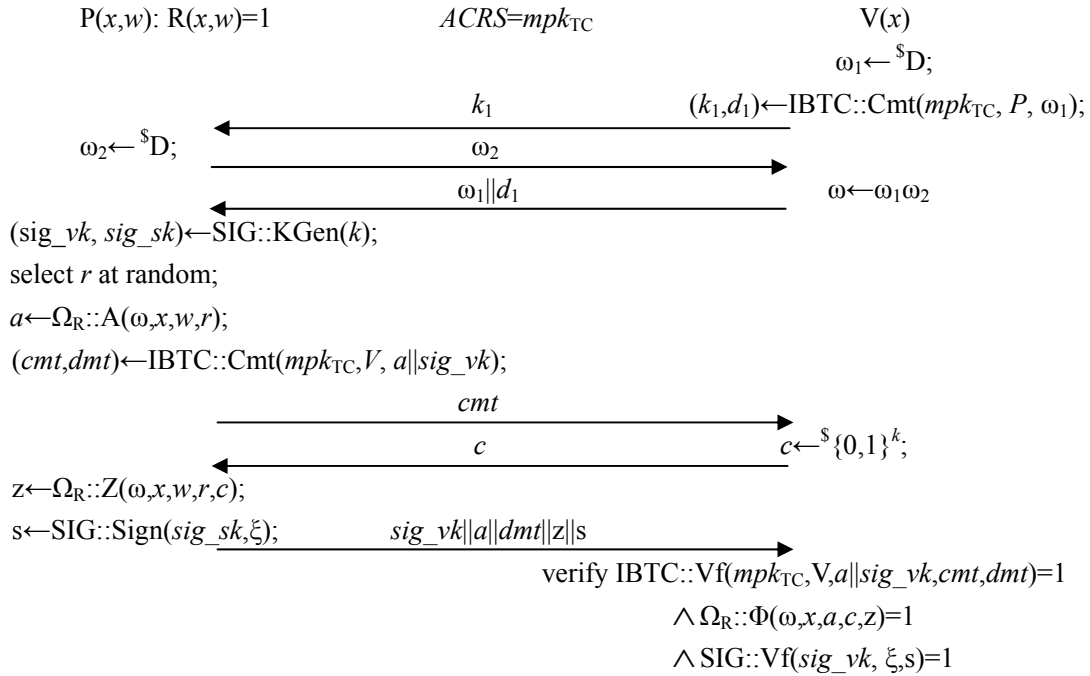 P(x,w): R(x,w)=1 ACRS=mpk_TC V(x)
ω₁←$D;
k₁ (k₁,d₁)←IBTC::Cmt(mpk_TC, P, ω₁);
ω₂←$D; ω₂
ω₁||d₁ ω←ω₁ω₂
(sig_vk, sig_sk)←SIG::KGen(k);
select r at random;
a←Ω_R::A(ω,x,w,r);
(cmt,dmt)←IBTC::Cmt(mpk_TC,V, a||sig_vk);
cmt
c c←${0,1}^k;
z←Ω_R::Z(ω,x,w,r,c);
s←SIG::Sign(sig_sk,ξ); sig_vk||a||dmt||z||s
verify IBTC::Vf(mpk_TC,V,a||sig_vk,cmt,dmt)=1
∧ Ω_R::Φ(ω,x,a,c,z)=1
∧ SIG::Vf(sig_vk, ξ,s)=1